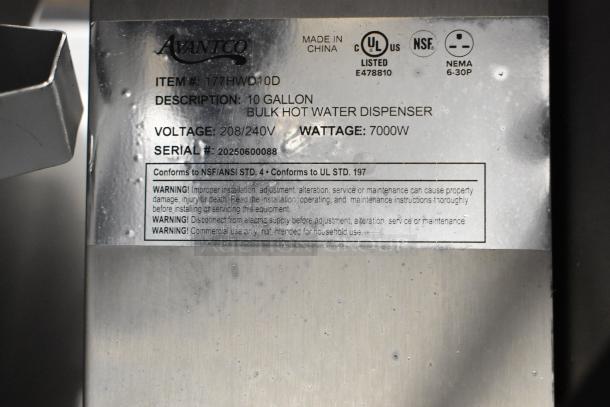 AVANTCO
MADE IN
CHINA
C UL US
LISTED
E478810
NSF
NEMA
6-30P
ITEM #: 177HWD10D
DESCRIPTION: 10 GALLON
BULK HOT WATER DISPENSER
VOLTAGE: 208/240V WATTAGE: 7000W
SERIAL #: 20250600088
Conforms to NSF/ANSI STD. 4 • Conforms to UL STD. 197
WARNING! Improper installation, adjustment, alteration, service or maintenance can cause property
damage, injury or death. Read the installation, operating, and maintenance instructions thoroughly
before installing or servicing this equipment.
WARNING! Disconnect from electric supply before adjustment, alteration, service or maintenance.
WARNING! Commercial use only, not intended for household use.